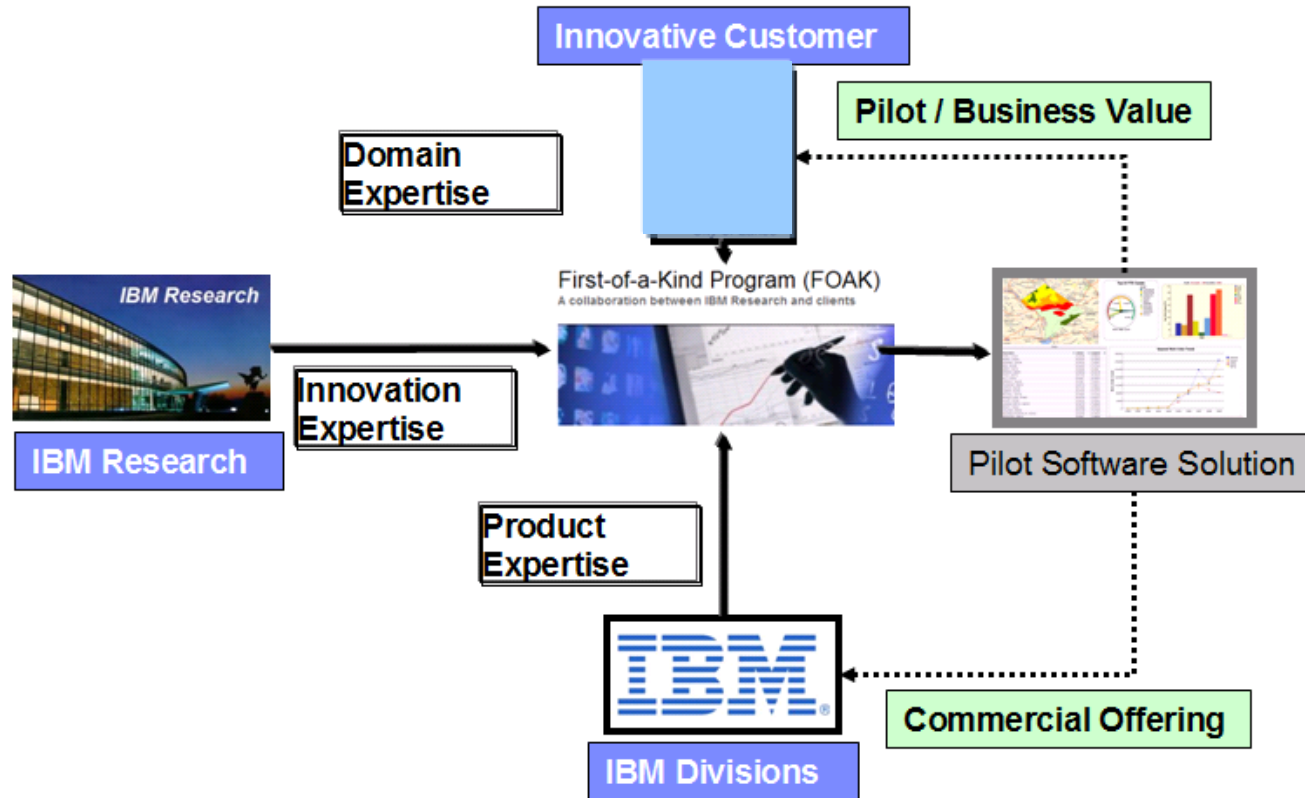 Innovative Customer
Pilot / Business Value
Domain
Expertise
First-of-a-Kind Program (FOAK)
A collaboration between IBM Research and clients
IBM Research
Innovation
Expertise
IBM Research
Pilot Software Solution
Product
Expertise
IBM
®
Commercial Offering
IBM Divisions